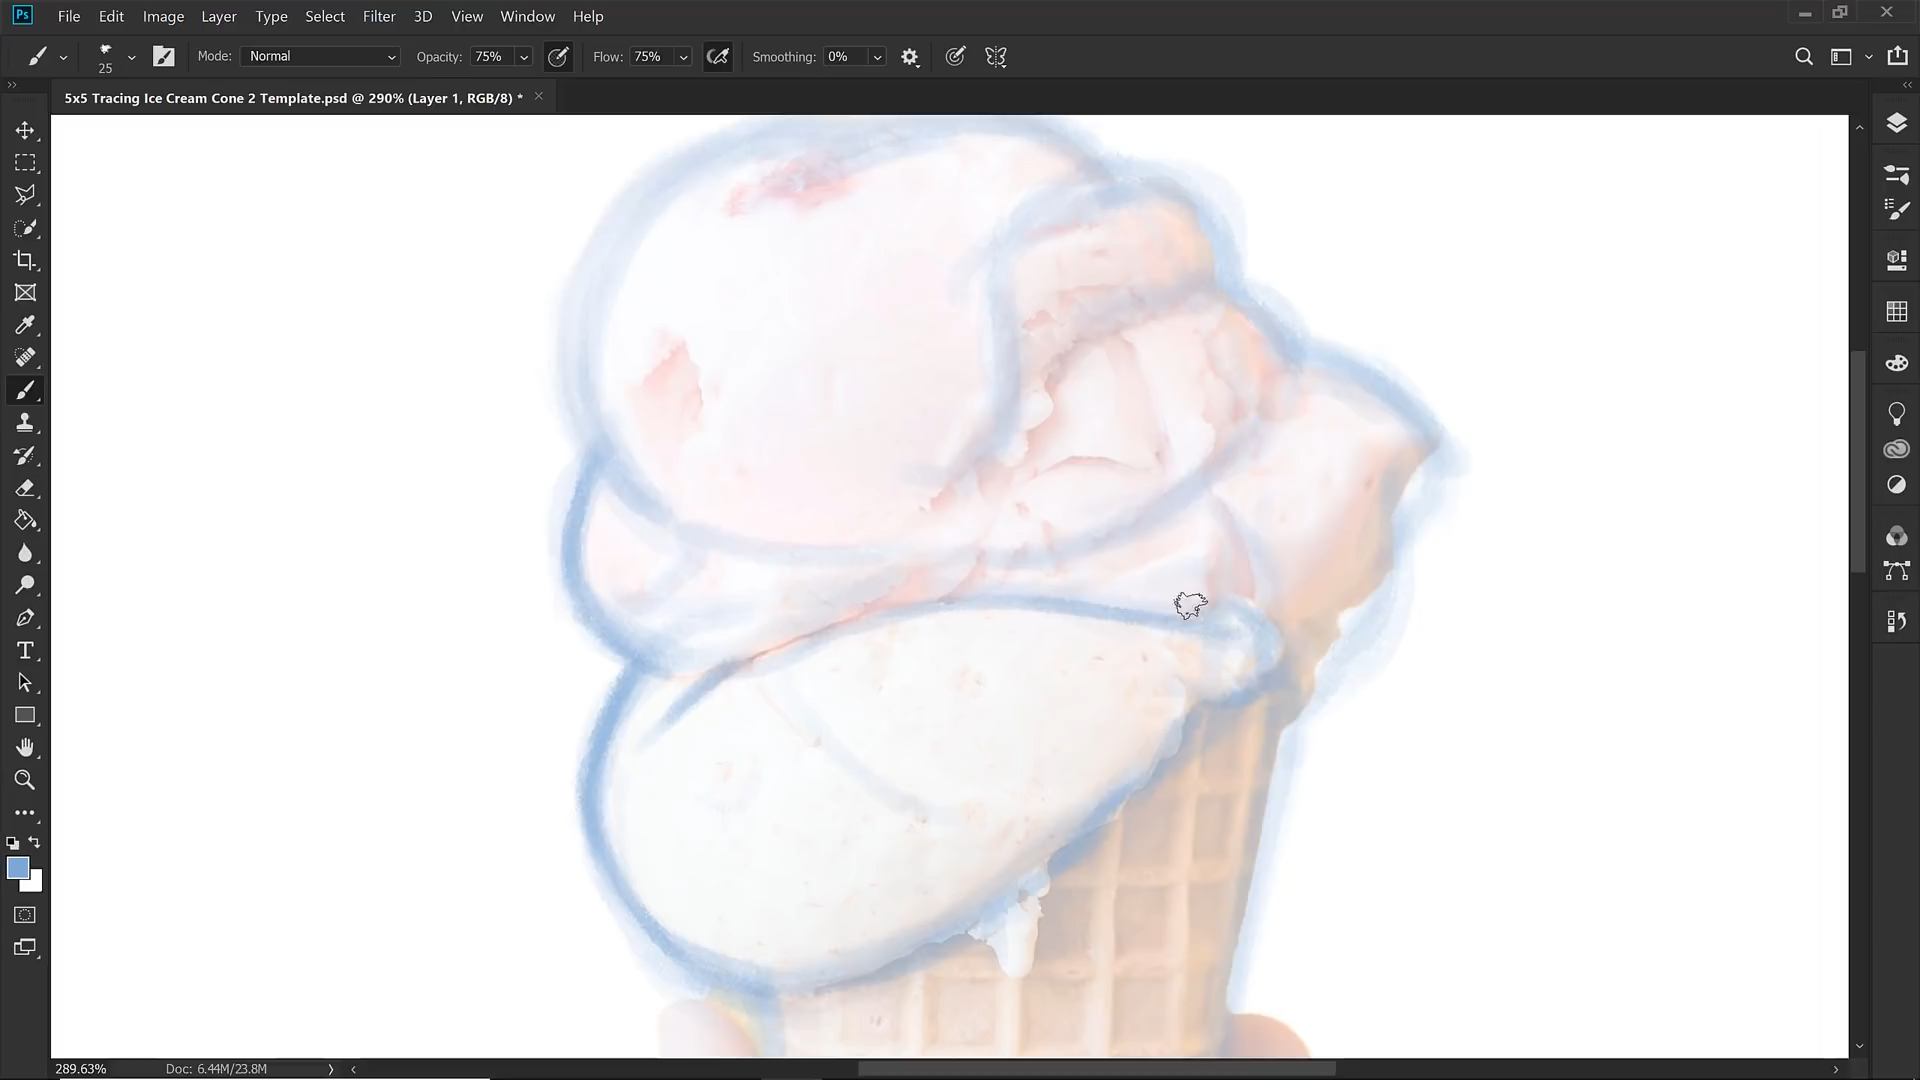 Ps File Edit Image Layer Type Select Filter 3D View Window Help
25 Mode: Normal Opacity: 75% Flow: 75% Smoothing: 0%
5x5 Tracing Ice Cream Cone 2 Template.psd @ 290% (Layer 1, RGB/8) *
289.63% Doc: 6.44M/23.8M